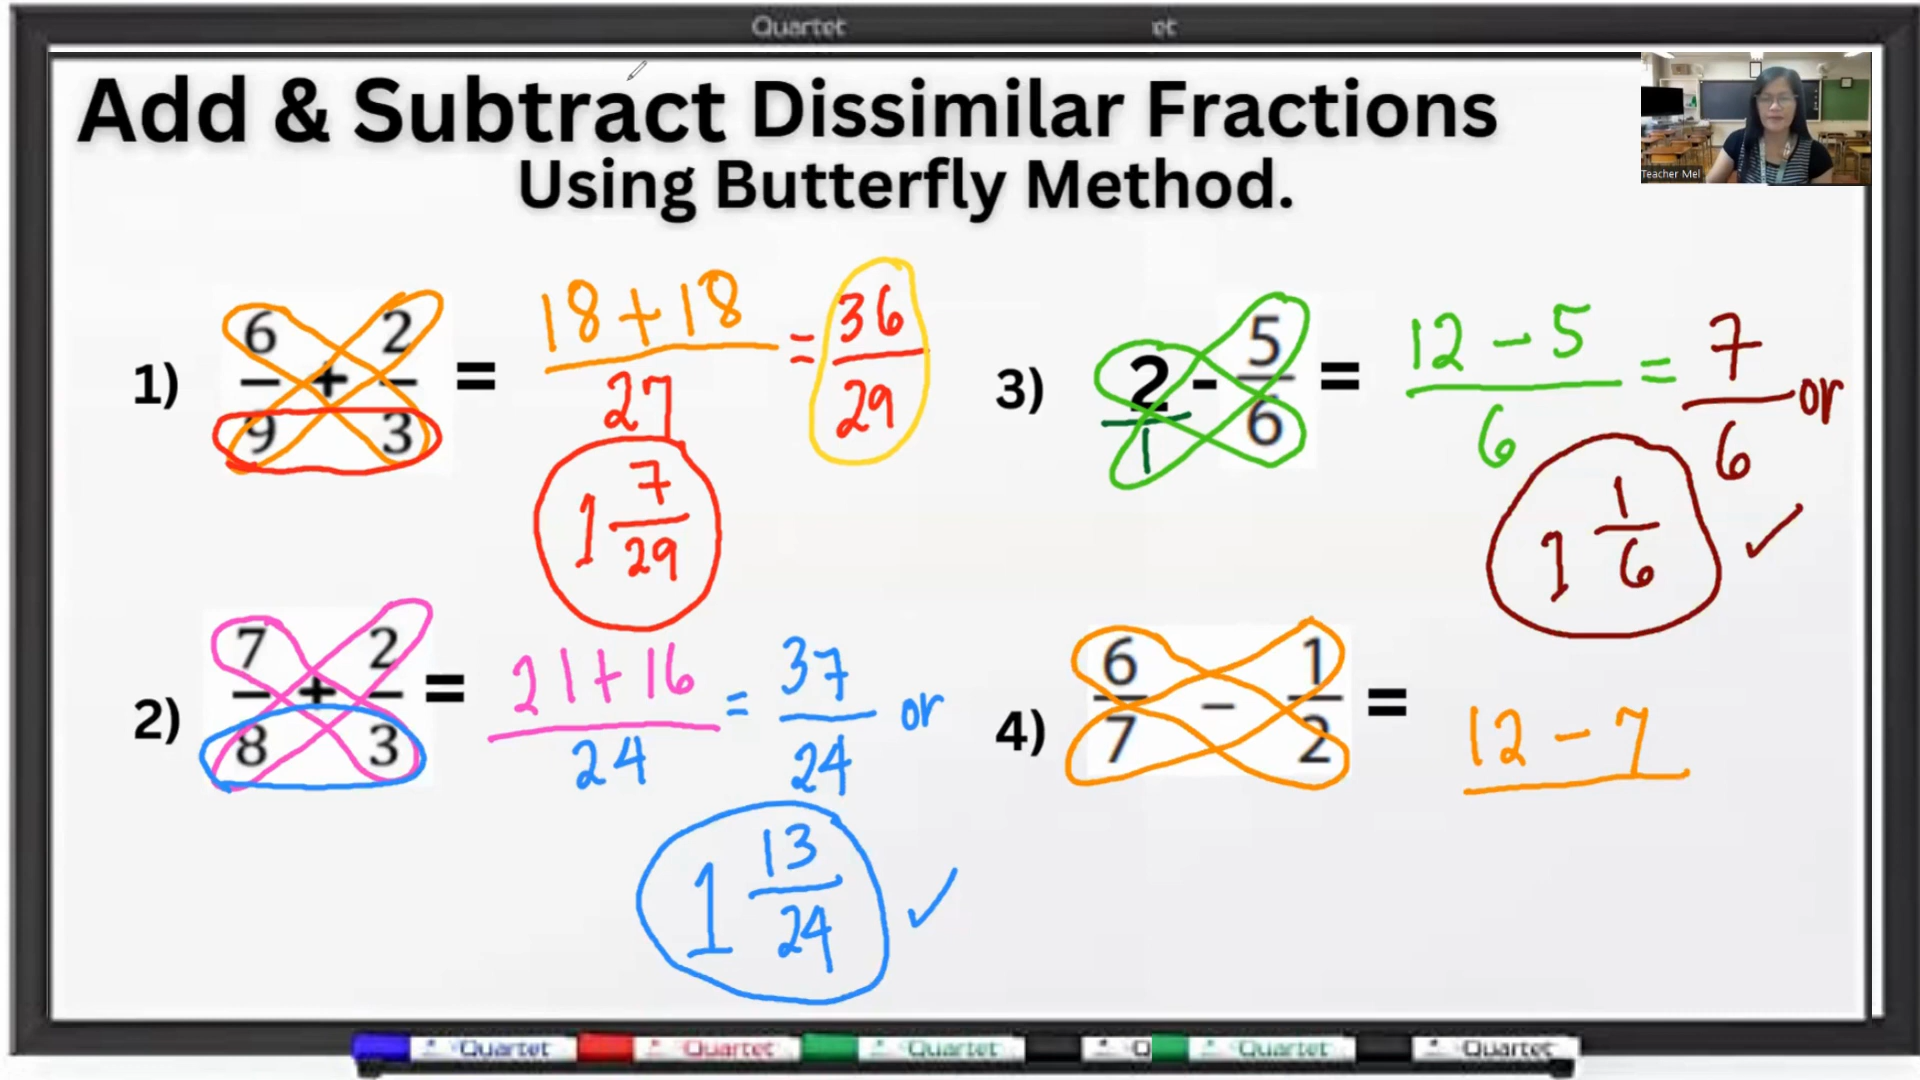 Quartet
et
Add & Subtract Dissimilar Fractions
Using Butterfly Method.
Teacher Mel
1) 6/9 + 2/3 = 18+18/27 = 36/29
1 7/29
2) 7/8 + 2/3 = 21+16/24 = 37/24 or
1 13/24 ✓
3) 2/1 - 5/6 = 12-5/6 = 7/6 or
1 1/6 ✓
4) 6/7 - 1/2 = 12-7
Quartet Quartet Quartet Q Quartet Quartet